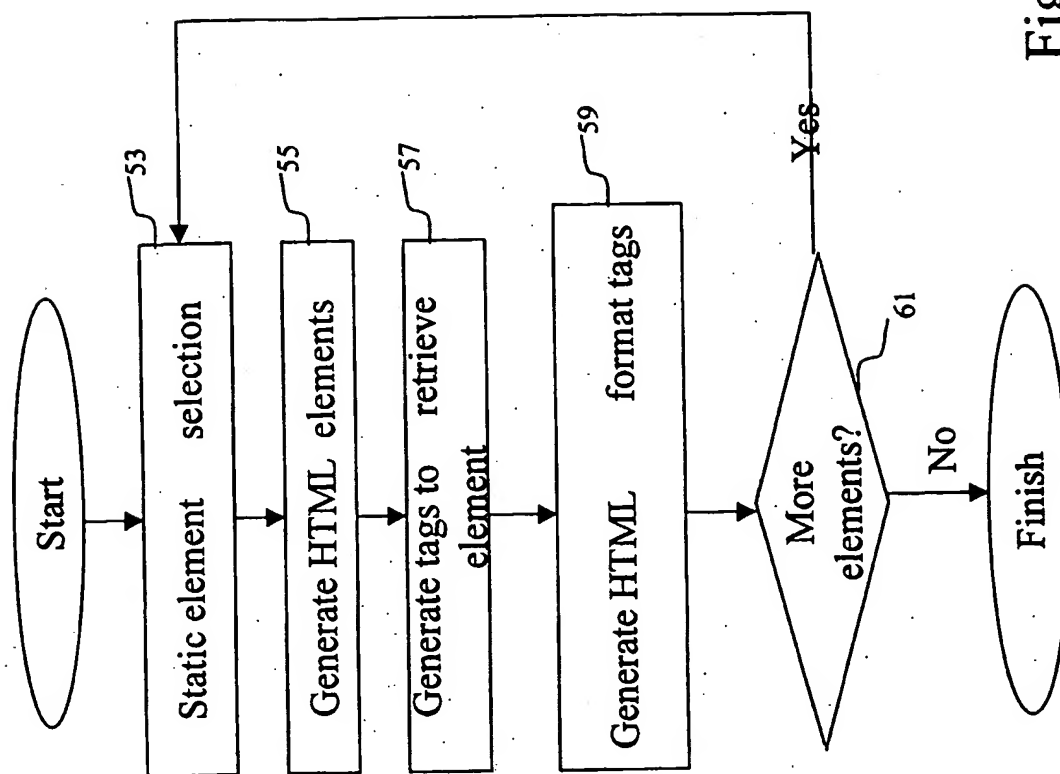 Start
53
Static element selection
55
Generate HTML elements
57
Generate tags to retrieve
element
59
Generate HTML format tags
61
More
elements?
Yes
No
Finish
Fig